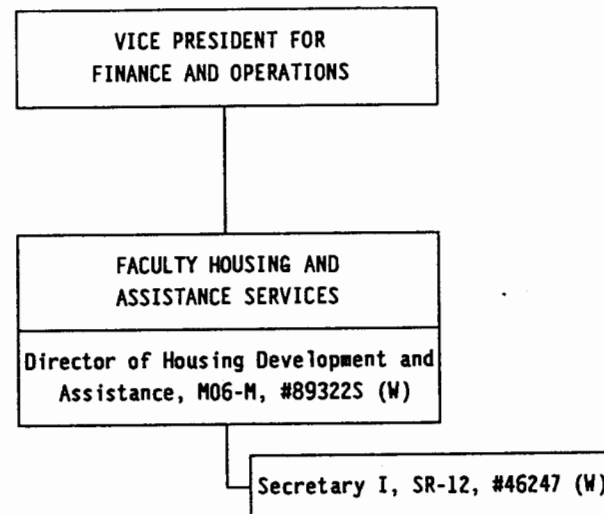 VICE PRESIDENT FOR
FINANCE AND OPERATIONS
FACULTY HOUSING AND
ASSISTANCE SERVICES
Director of Housing Development and
Assistance, M06-M, #89322S (W)
Secretary I, SR-12, #46247 (W)